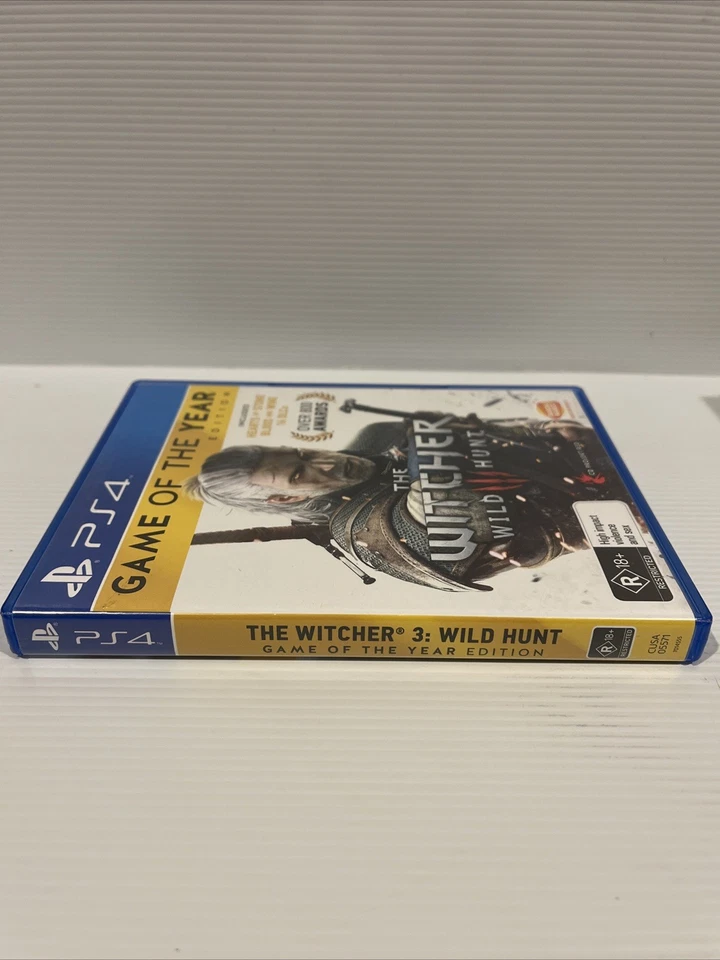 PS4
GAME OF THE YEAR
EDITION
INCLUDES
HEARTS OF STONE
BLOOD AND WINE
16 DLCs
OVER 800
AWARDS
THE
WITCHER
WILD HUNT
R 18+
RESTRICTED
High impact
violence
and sex
PS4
THE WITCHER® 3: WILD HUNT
GAME OF THE YEAR EDITION
R 18+
RESTRICTED
CUSA
05571